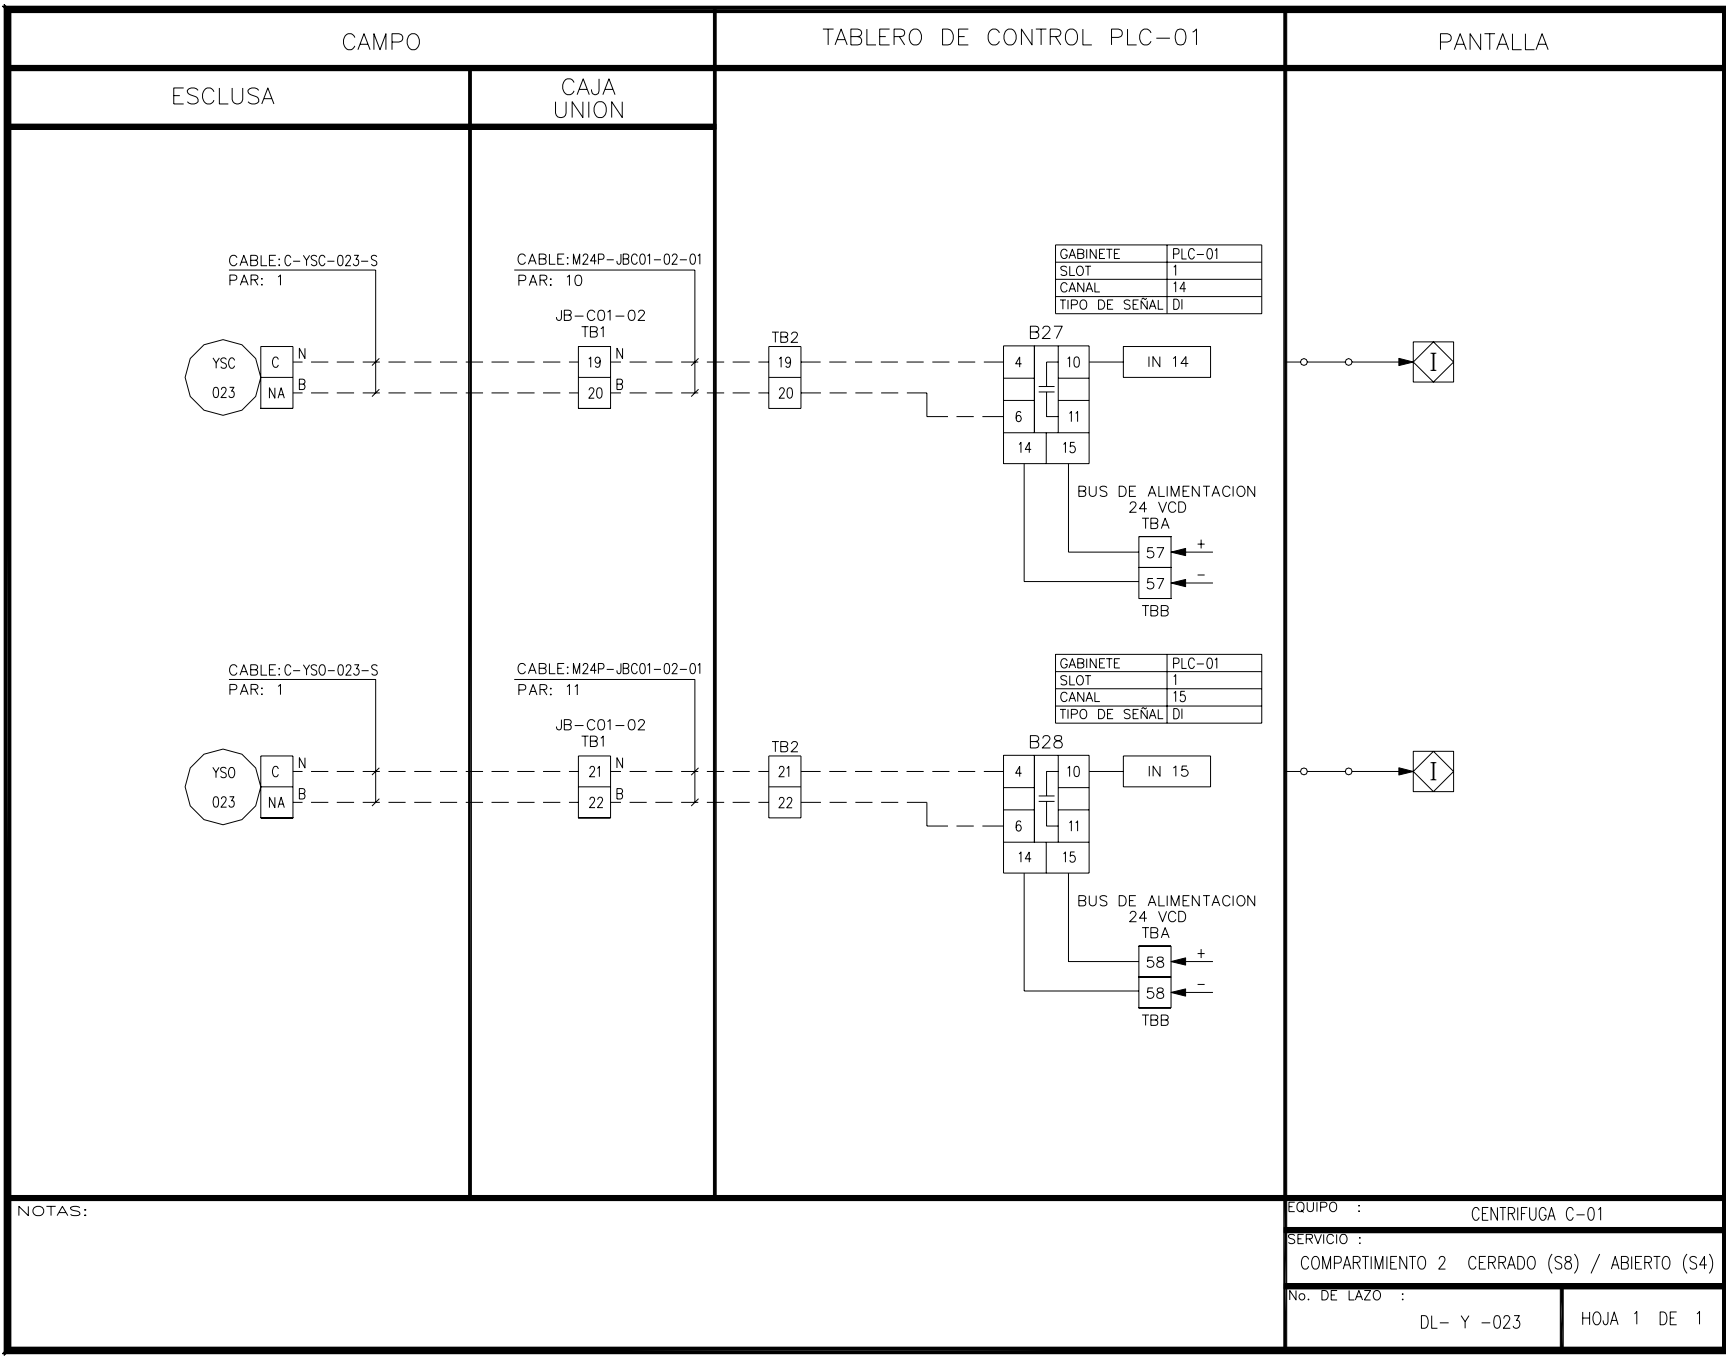 CAMPO
TABLERO DE CONTROL PLC-01
PANTALLA
ESCLUSA
CAJA
UNION
CABLE: C-YSC-023-S
PAR: 1
CABLE: M24P-JBC01-02-01
PAR: 10
GABINETE PLC-01
SLOT 1
CANAL 14
TIPO DE SEÑAL DI
JB-C01-02
TB1
TB2
B27
YSC
023
C N
NA B
19 N
20 B
19
20
4 10
6 11
14 15
IN 14
I
BUS DE ALIMENTACION
24 VCD
TBA
57 +
57 -
TBB
CABLE: C-YSO-023-S
PAR: 1
CABLE: M24P-JBC01-02-01
PAR: 11
GABINETE PLC-01
SLOT 1
CANAL 15
TIPO DE SEÑAL DI
JB-C01-02
TB1
TB2
B28
YSO
023
C N
NA B
21 N
22 B
21
22
4 10
6 11
14 15
IN 15
I
BUS DE ALIMENTACION
24 VCD
TBA
58 +
58 -
TBB
NOTAS:
EQUIPO :
CENTRIFUGA C-01
SERVICIO :
COMPARTIMIENTO 2 CERRADO (S8) / ABIERTO (S4)
No. DE LAZO :
DL- Y -023
HOJA 1 DE 1